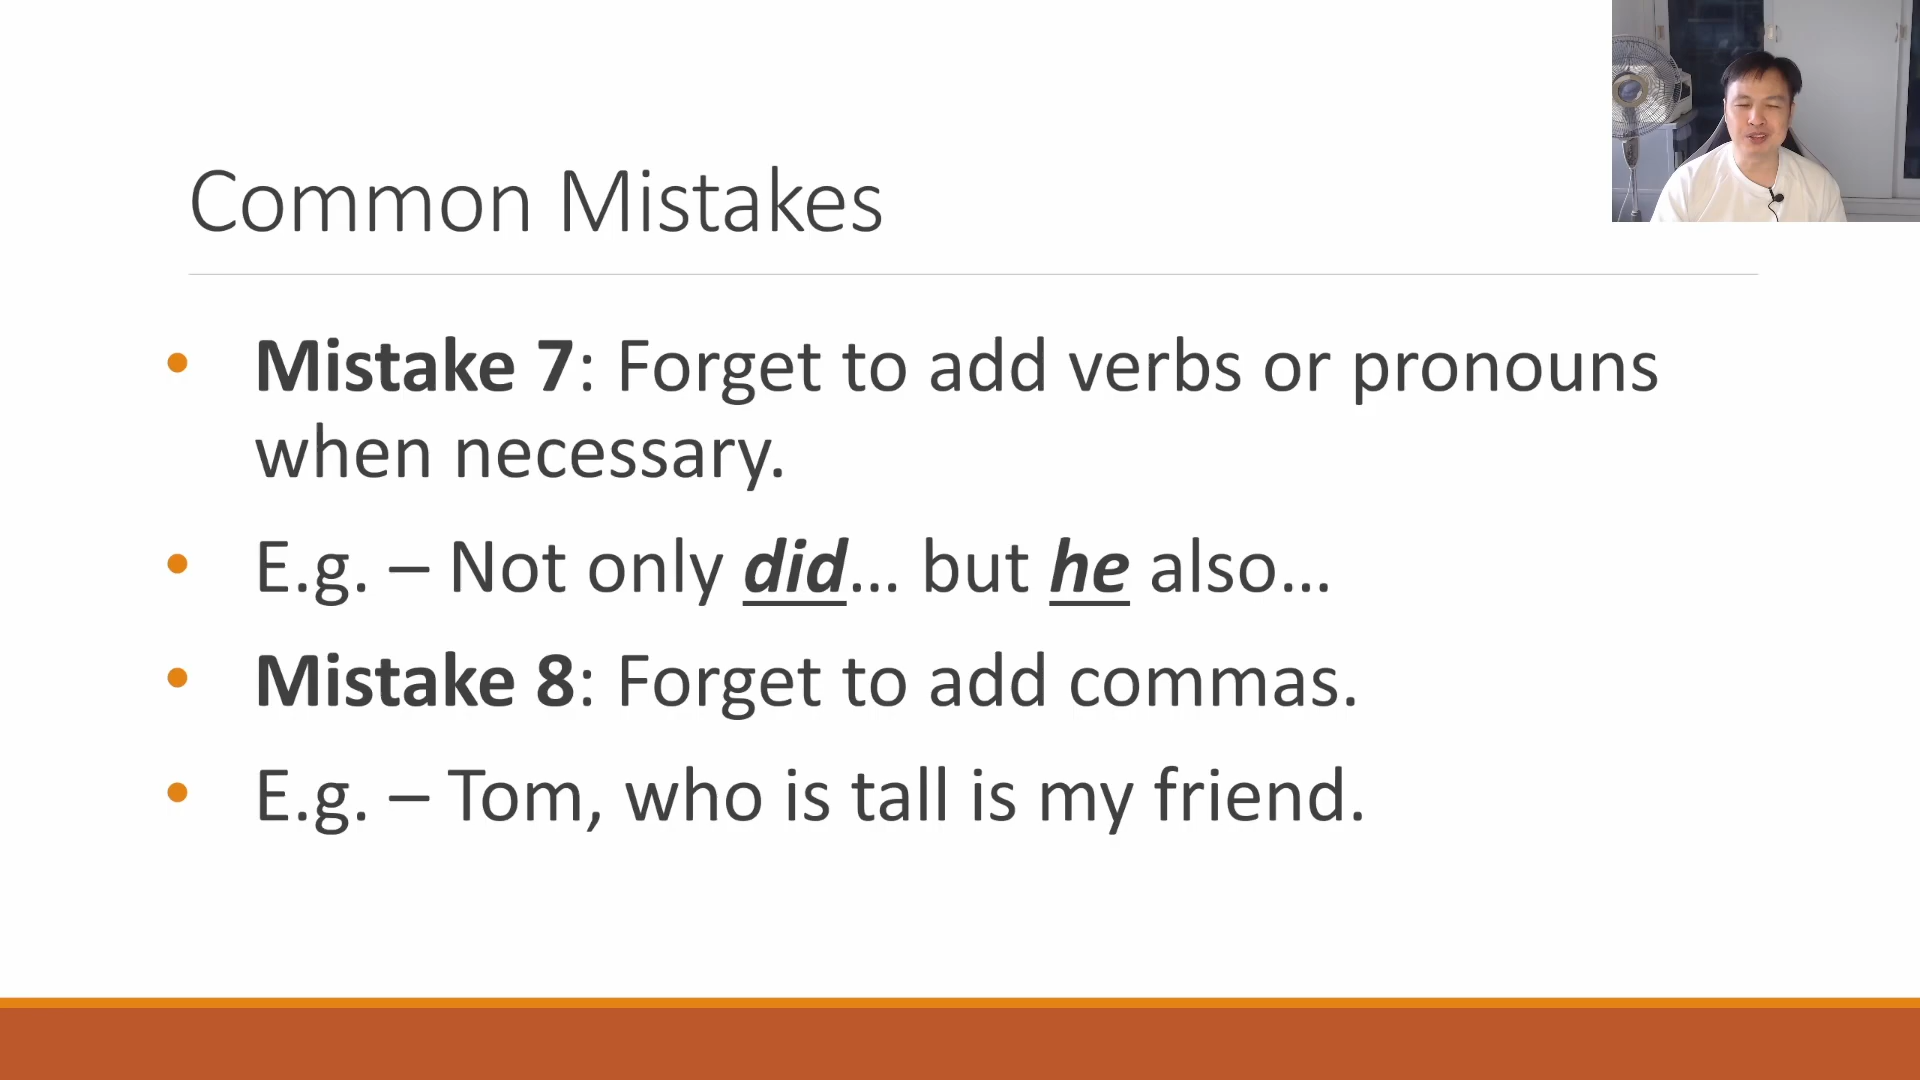 Common Mistakes
• Mistake 7: Forget to add verbs or pronouns
when necessary.
• E.g. – Not only did... but he also...
• Mistake 8: Forget to add commas.
• E.g. – Tom, who is tall is my friend.